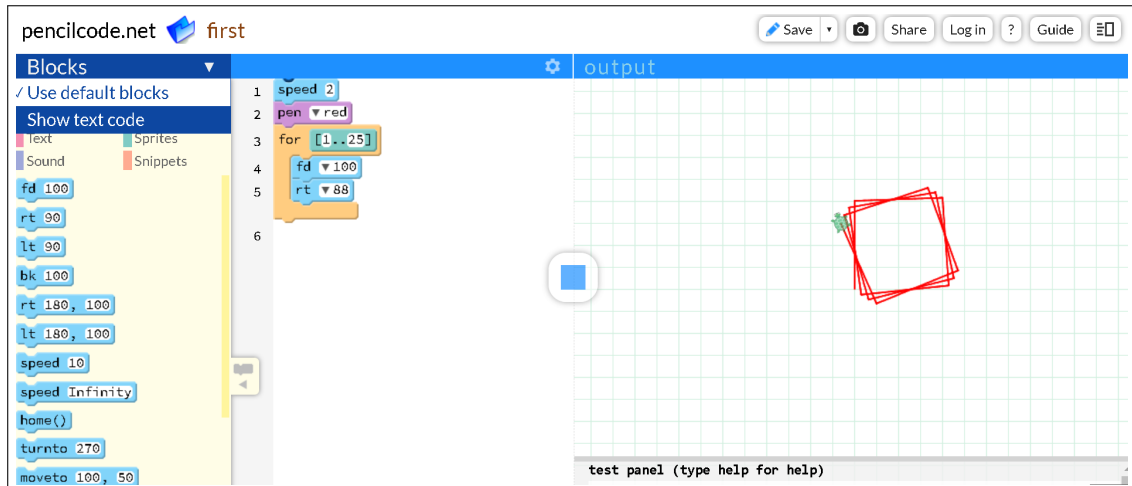 pencilcode.net first Save Share Log in ? Guide
Blocks output
✓ Use default blocks
Show text code
Text Sprites
Sound Snippets
fd 100
rt 90
lt 90
bk 100
rt 180, 100
lt 180, 100
speed 10
speed Infinity
home()
turnto 270
moveto 100, 50
1 speed 2
2 pen red
3 for [1..25]
4 fd 100
5 rt 88
6
test panel (type help for help)